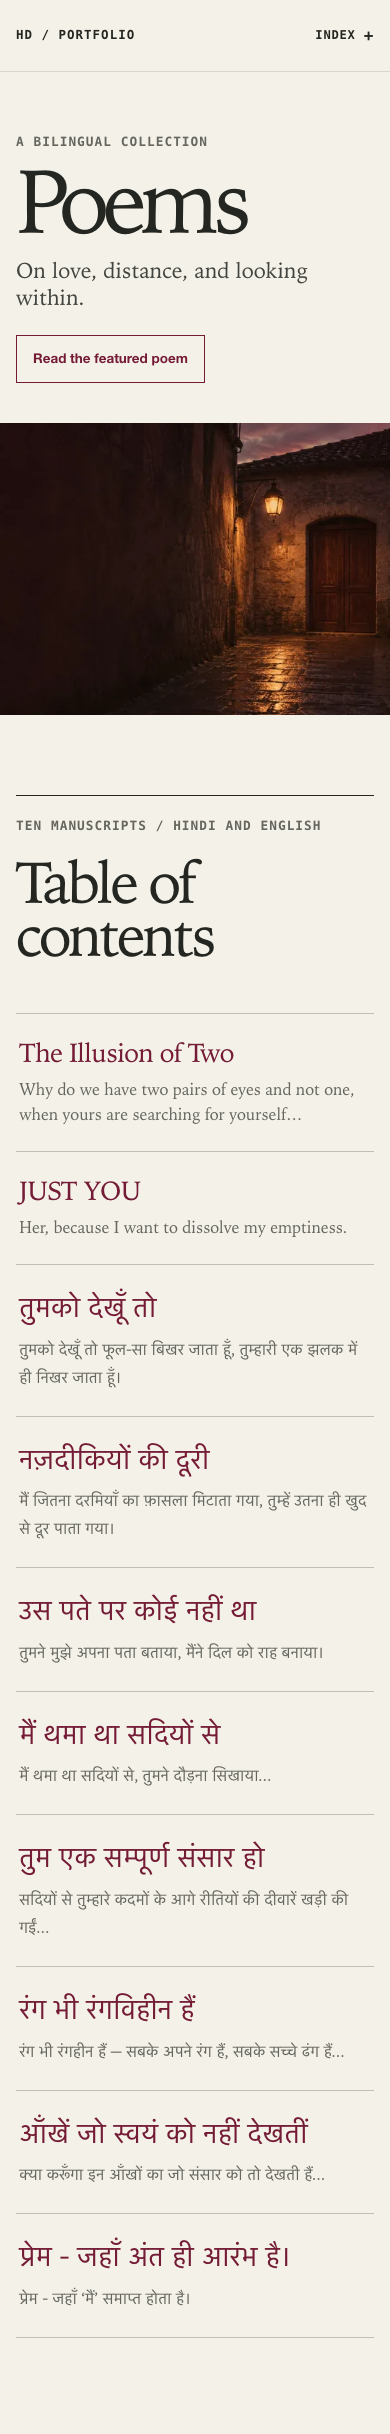 HD / PORTFOLIO
INDEX +
A BILINGUAL COLLECTION
Poems
On love, distance, and looking
within.
Read the featured poem
TEN MANUSCRIPTS / HINDI AND ENGLISH
Table of
contents
The Illusion of Two
Why do we have two pairs of eyes and not one,
when yours are searching for yourself…
JUST YOU
Her, because I want to dissolve my emptiness.
तुमको देखूँ तो
तुमको देखूँ तो फूल-सा बिखर जाता हूँ, तुम्हारी एक झलक में
ही निखर जाता हूँ।
नज़दीकियों की दूरी
मैं जितना दरमियाँ का फ़ासला मिटाता गया, तुम्हें उतना ही खुद
से दूर पाता गया।
उस पते पर कोई नहीं था
तुमने मुझे अपना पता बताया, मैंने दिल को राह बनाया।
मैं थमा था सदियों से
मैं थमा था सदियों से, तुमने दौड़ना सिखाया…
तुम एक सम्पूर्ण संसार हो
सदियों से तुम्हारे कदमों के आगे रीतियों की दीवारें खड़ी की
गईं…
रंग भी रंगविहीन हैं
रंग भी रंगहीन हैं — सबके अपने रंग हैं, सबके सच्चे ढंग हैं…
आँखें जो स्वयं को नहीं देखतीं
क्या करूँगा इन आँखों का जो संसार को तो देखती हैं…
प्रेम - जहाँ अंत ही आरंभ है।
प्रेम - जहाँ ‘मैं’ समाप्त होता है।